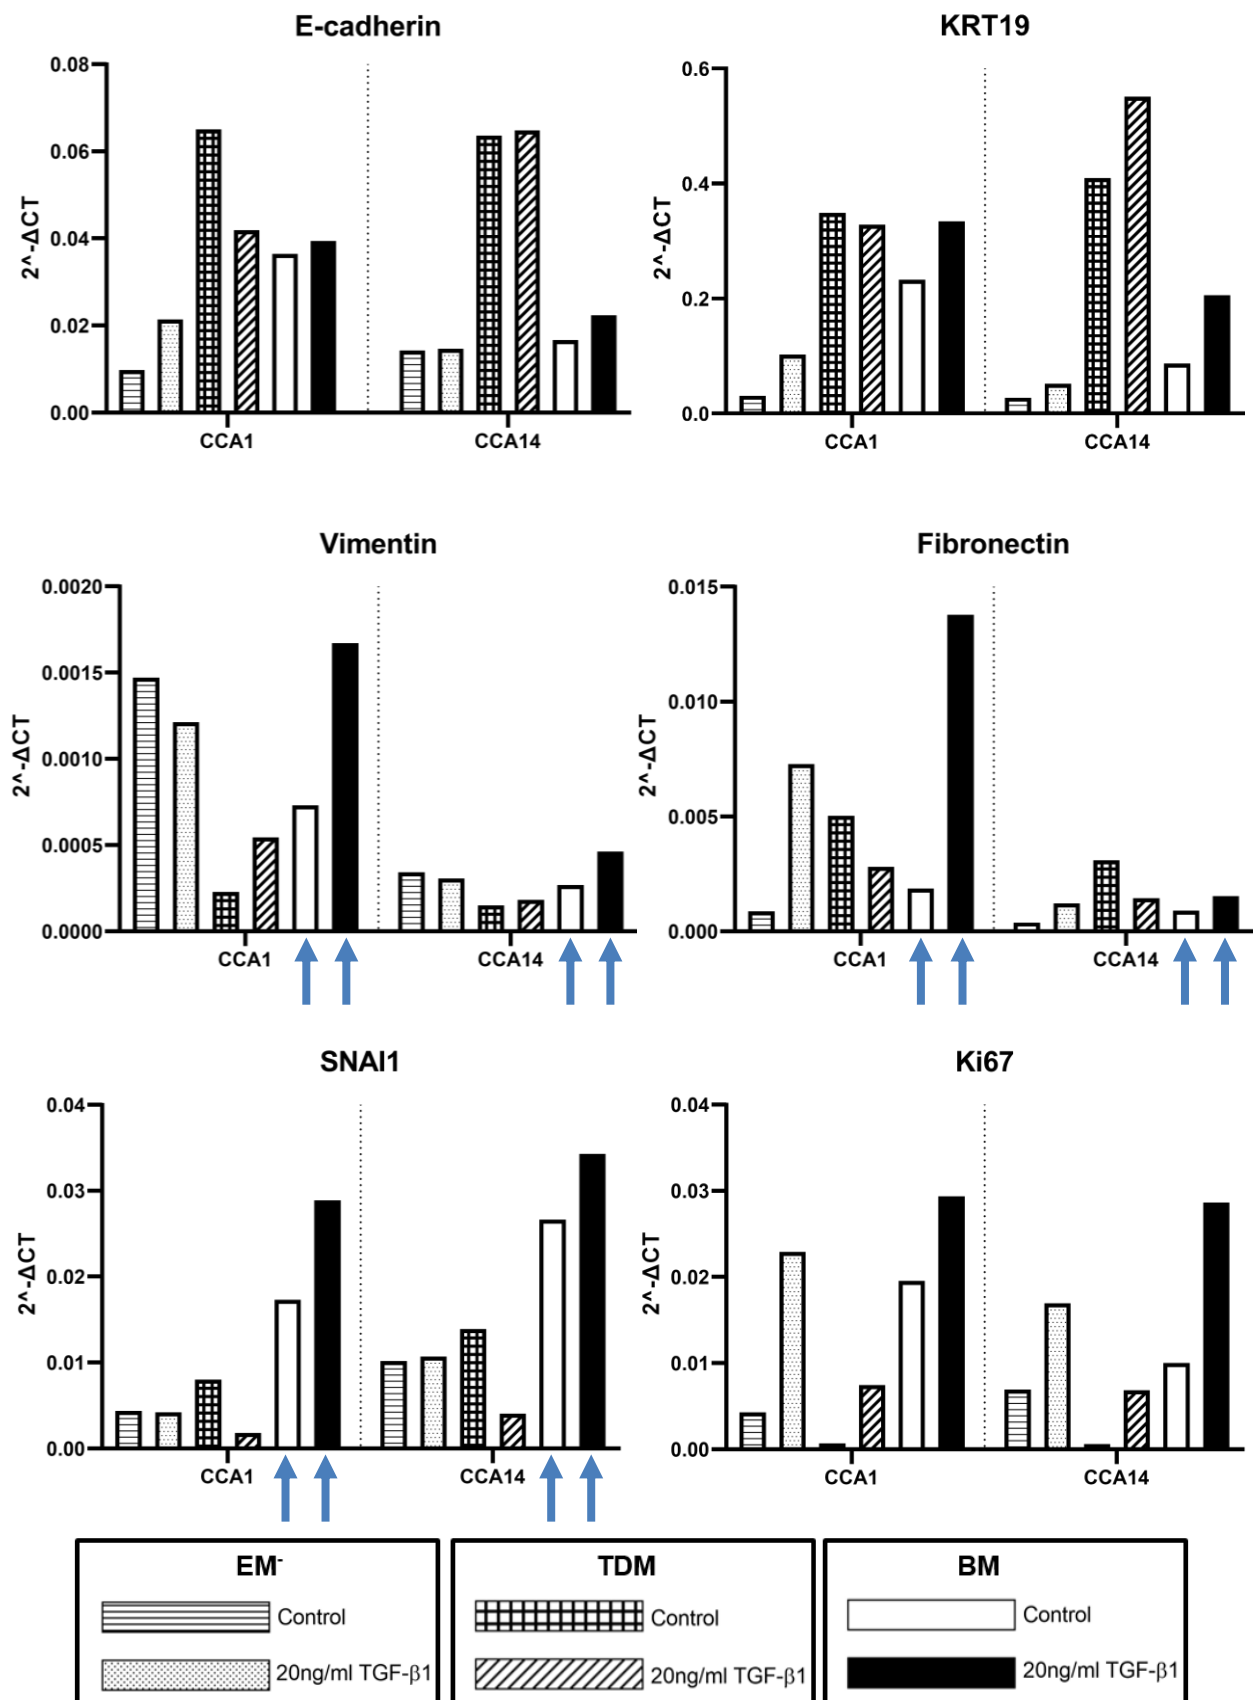 E-cadherin
2^-ΔCT
0.08
0.06
0.04
0.02
0.00
CCA1
CCA14
KRT19
2^-ΔCT
0.6
0.4
0.2
0.0
CCA1
CCA14
Vimentin
2^-ΔCT
0.0020
0.0015
0.0010
0.0005
0.0000
CCA1
CCA14
Fibronectin
2^-ΔCT
0.015
0.010
0.005
0.000
CCA1
CCA14
SNAI1
2^-ΔCT
0.04
0.03
0.02
0.01
0.00
CCA1
CCA14
Ki67
2^-ΔCT
0.04
0.03
0.02
0.01
0.00
CCA1
CCA14
EM⁻
Control
20ng/ml TGF-β1
TDM
Control
20ng/ml TGF-β1
BM
Control
20ng/ml TGF-β1